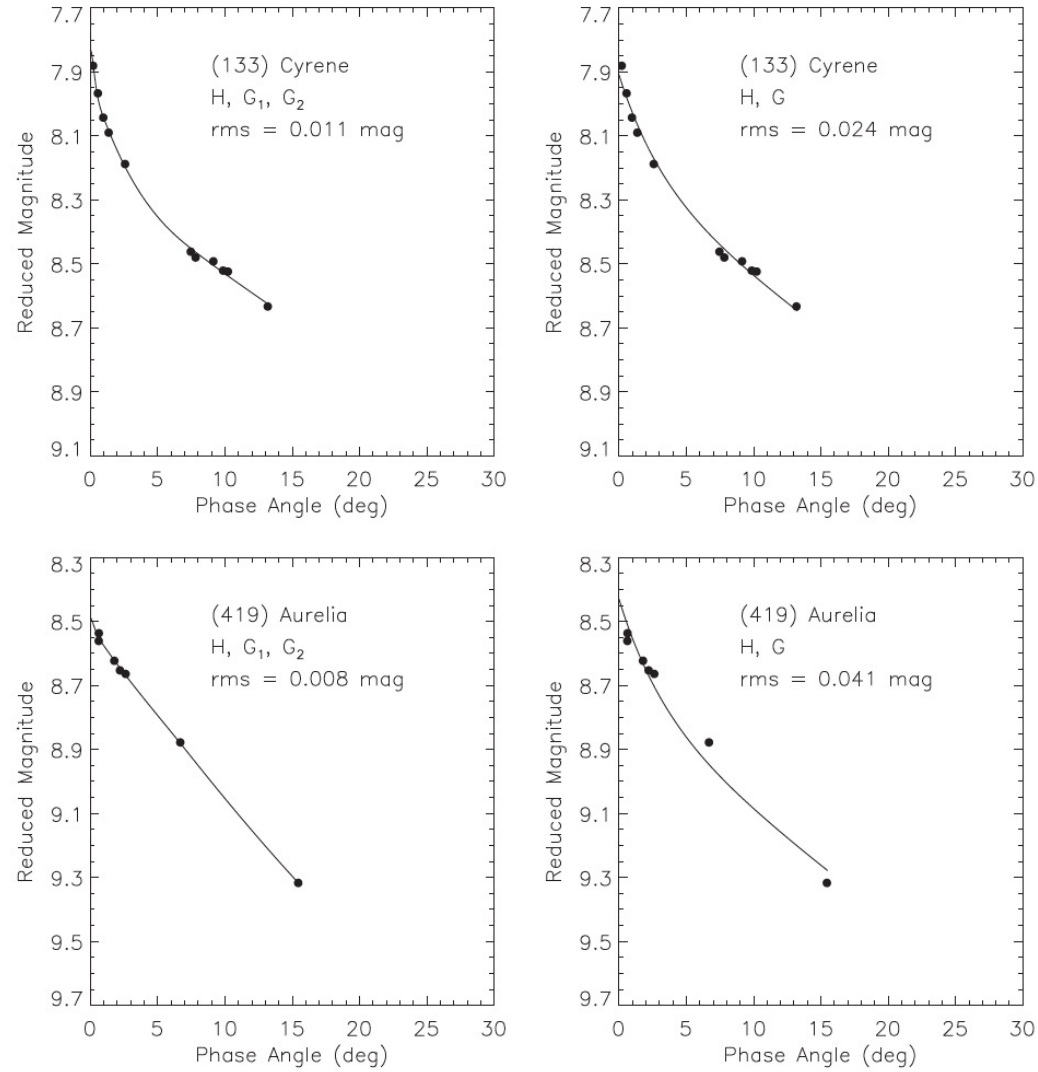 7.7
7.9
8.1
8.3
8.5
8.7
8.9
9.1
Reduced Magnitude
(133) Cyrene
H, G₁, G₂
rms = 0.011 mag
0 5 10 15 20 25 30
Phase Angle (deg)
7.7
7.9
8.1
8.3
8.5
8.7
8.9
9.1
Reduced Magnitude
(133) Cyrene
H, G
rms = 0.024 mag
0 5 10 15 20 25 30
Phase Angle (deg)
8.3
8.5
8.7
8.9
9.1
9.3
9.5
9.7
Reduced Magnitude
(419) Aurelia
H, G₁, G₂
rms = 0.008 mag
0 5 10 15 20 25 30
Phase Angle (deg)
8.3
8.5
8.7
8.9
9.1
9.3
9.5
9.7
Reduced Magnitude
(419) Aurelia
H, G
rms = 0.041 mag
0 5 10 15 20 25 30
Phase Angle (deg)